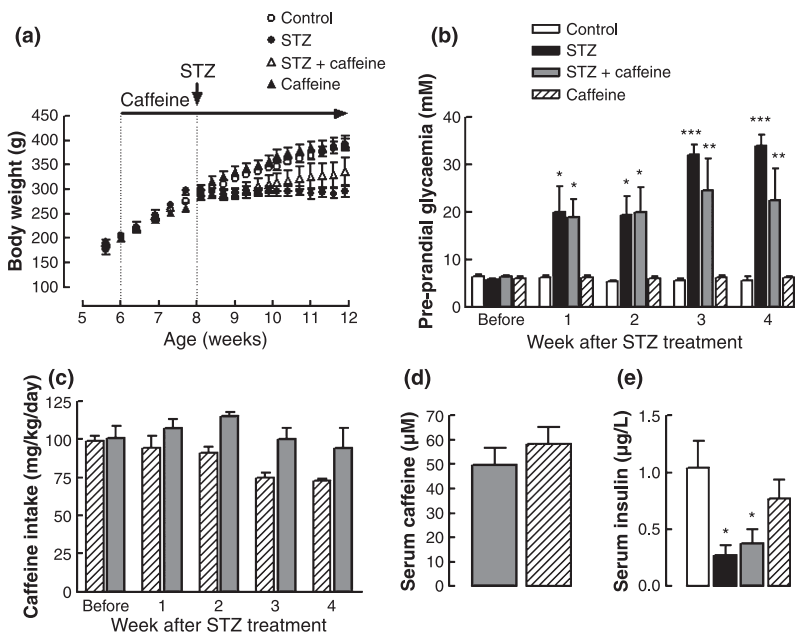 (a)
Control
STZ
STZ + caffeine
Caffeine
STZ
Caffeine
Body weight (g)
450
400
350
300
250
200
150
100
5 6 7 8 9 10 11 12
Age (weeks)
(b)
Control
STZ
STZ + caffeine
Caffeine
Pre-prandial glycaemia (mM)
40
30
20
10
0
* * * * *** ** *** **
Before 1 2 3 4
Week after STZ treatment
(c)
Caffeine intake (mg/kg/day)
125
100
75
50
25
0
Before 1 2 3 4
Week after STZ treatment
(d)
Serum caffeine (µM)
70
60
50
40
30
20
10
0
(e)
Serum insulin (µg/L)
1.5
1.0
0.5
0.0
* *